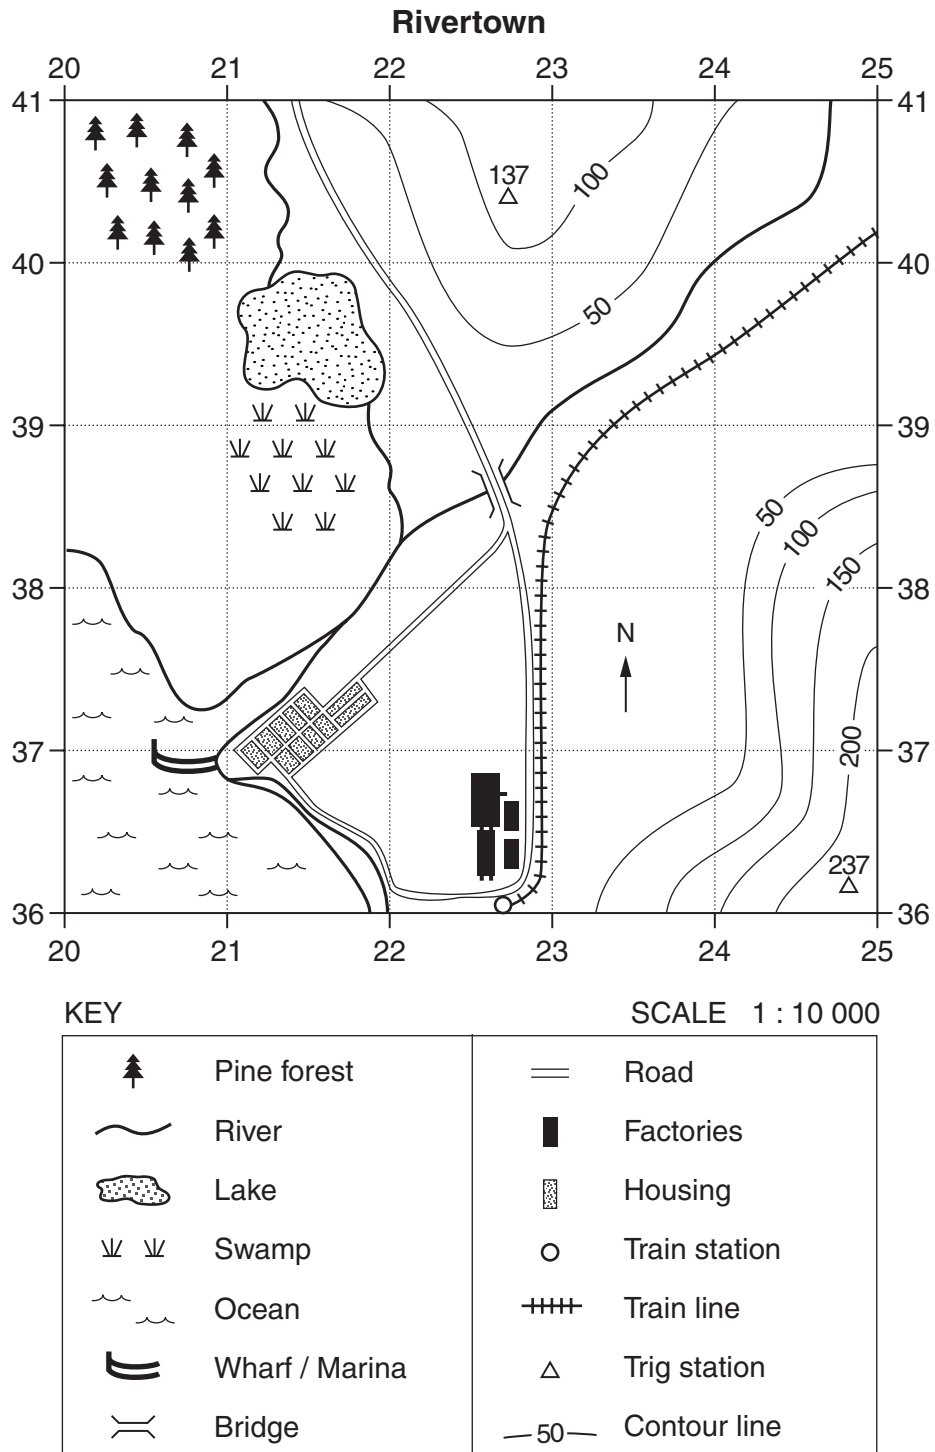 Rivertown
20 21 22 23 24 25
41 41
137
100
40 40
50
39 39
50
100
38 38
150
N
37 37
200
237
36 36
20 21 22 23 24 25
KEY SCALE 1 : 10 000
Pine forest Road
River Factories
Lake Housing
Swamp Train station
Ocean Train line
Wharf / Marina Trig station
Bridge 50 Contour line